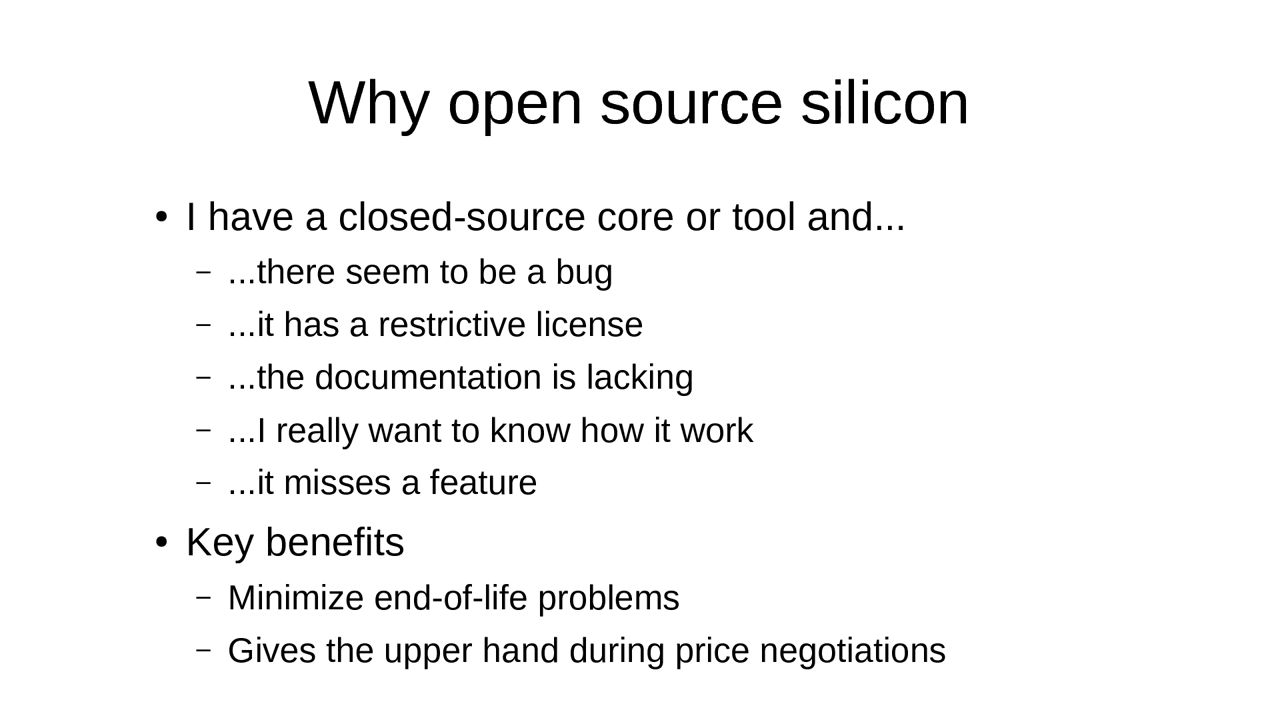 Why open source silicon
• I have a closed-source core or tool and...
– ...there seem to be a bug
– ...it has a restrictive license
– ...the documentation is lacking
– ...I really want to know how it work
– ...it misses a feature
• Key benefits
– Minimize end-of-life problems
– Gives the upper hand during price negotiations